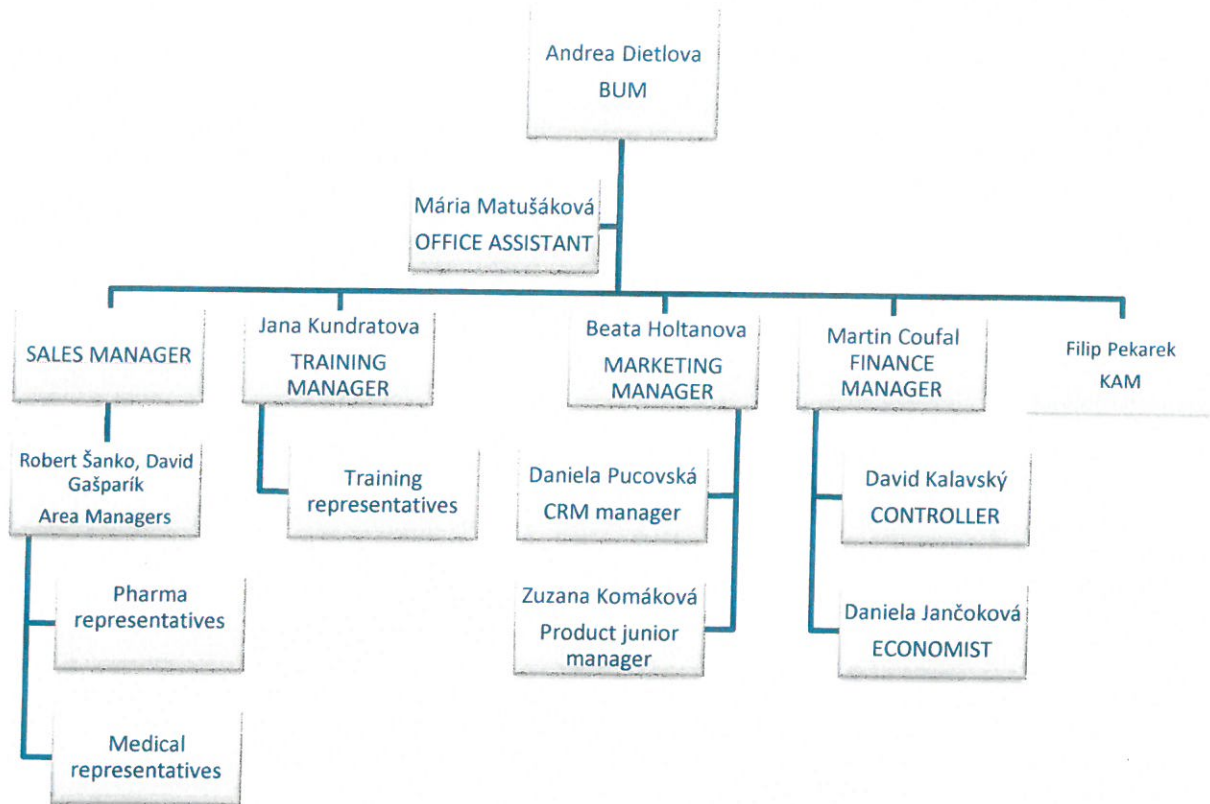 Andrea Dietlova
BUM
Mária Matušáková
OFFICE ASSISTANT
SALES MANAGER
Jana Kundratova
TRAINING
MANAGER
Beata Holtanova
MARKETING
MANAGER
Martin Coufal
FINANCE
MANAGER
Filip Pekarek
KAM
Robert Šanko, David
Gašparík
Area Managers
Training
representatives
Daniela Pucovská
CRM manager
David Kalavský
CONTROLLER
Pharma
representatives
Zuzana Komáková
Product junior
manager
Daniela Jančoková
ECONOMIST
Medical
representatives